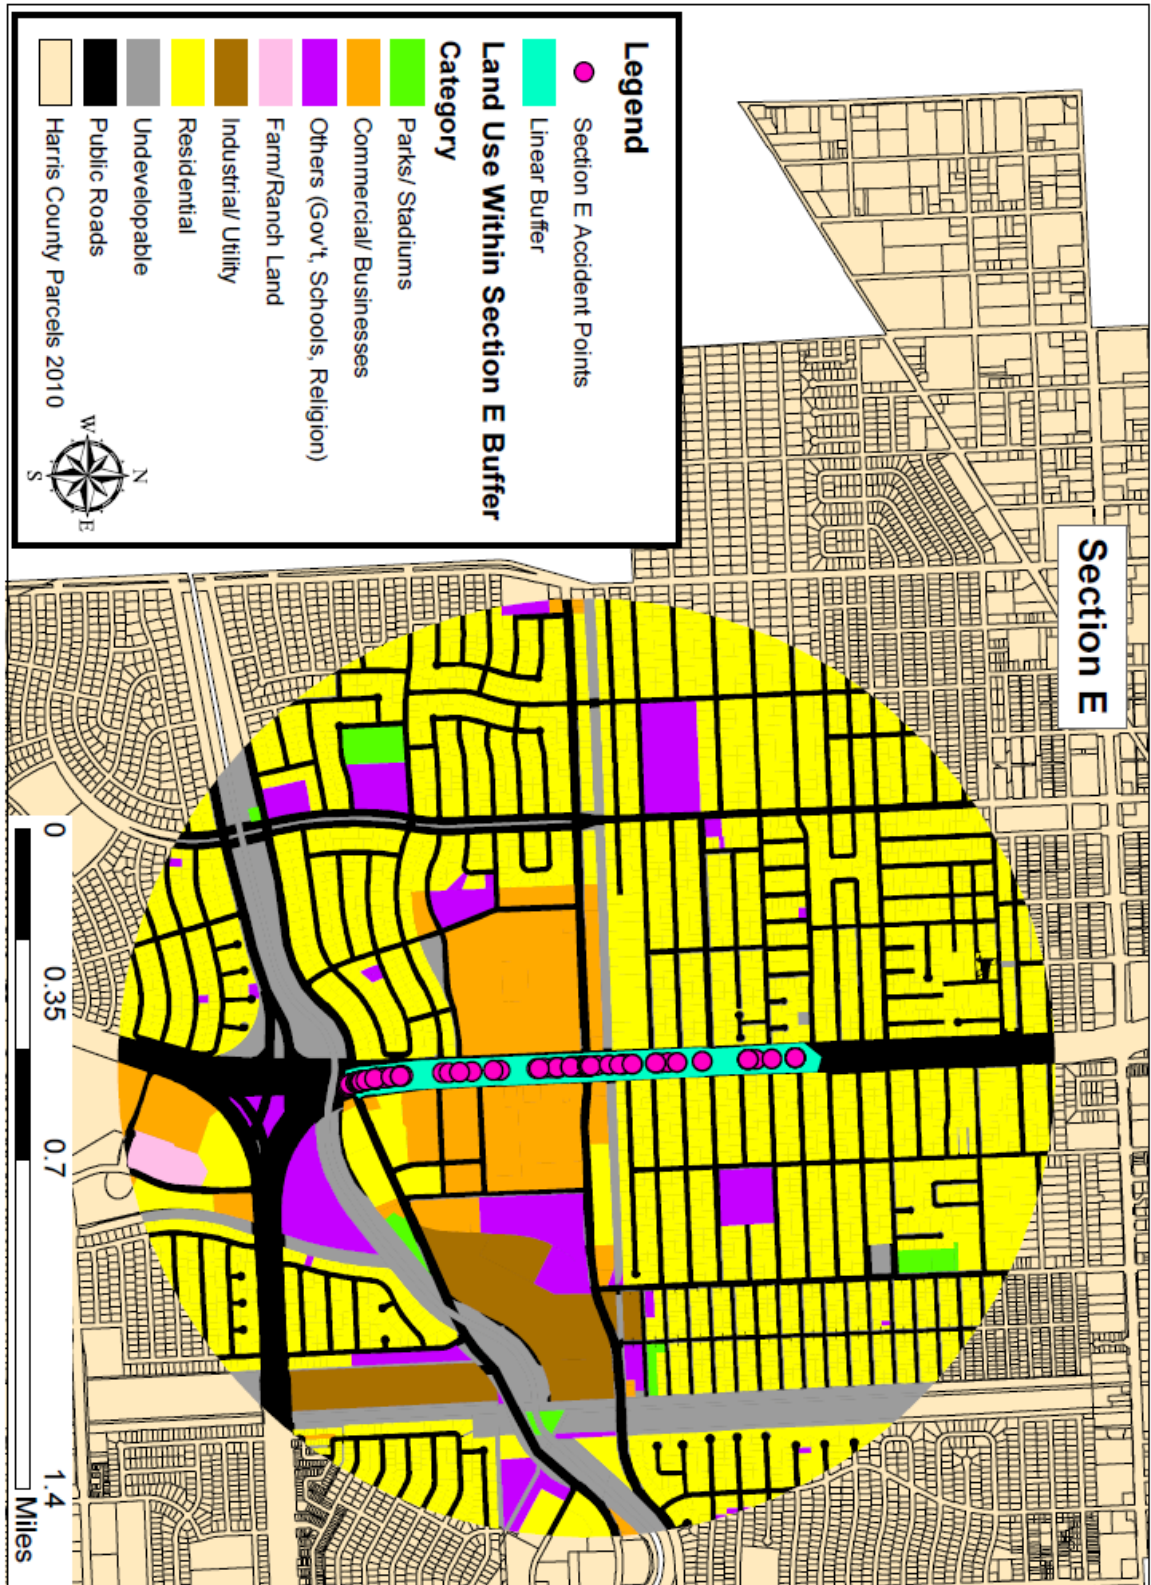 Section E
Legend
Section E Accident Points
Linear Buffer
Land Use Within Section E Buffer
Category
Parks/ Stadiums
Commercial/ Businesses
Others (Gov't, Schools, Religion)
Farm/Ranch Land
Industrial/ Utility
Residential
Undevelopable
Public Roads
Harris County Parcels 2010
N
W
E
S
0 0.35 0.7 1.4
Miles